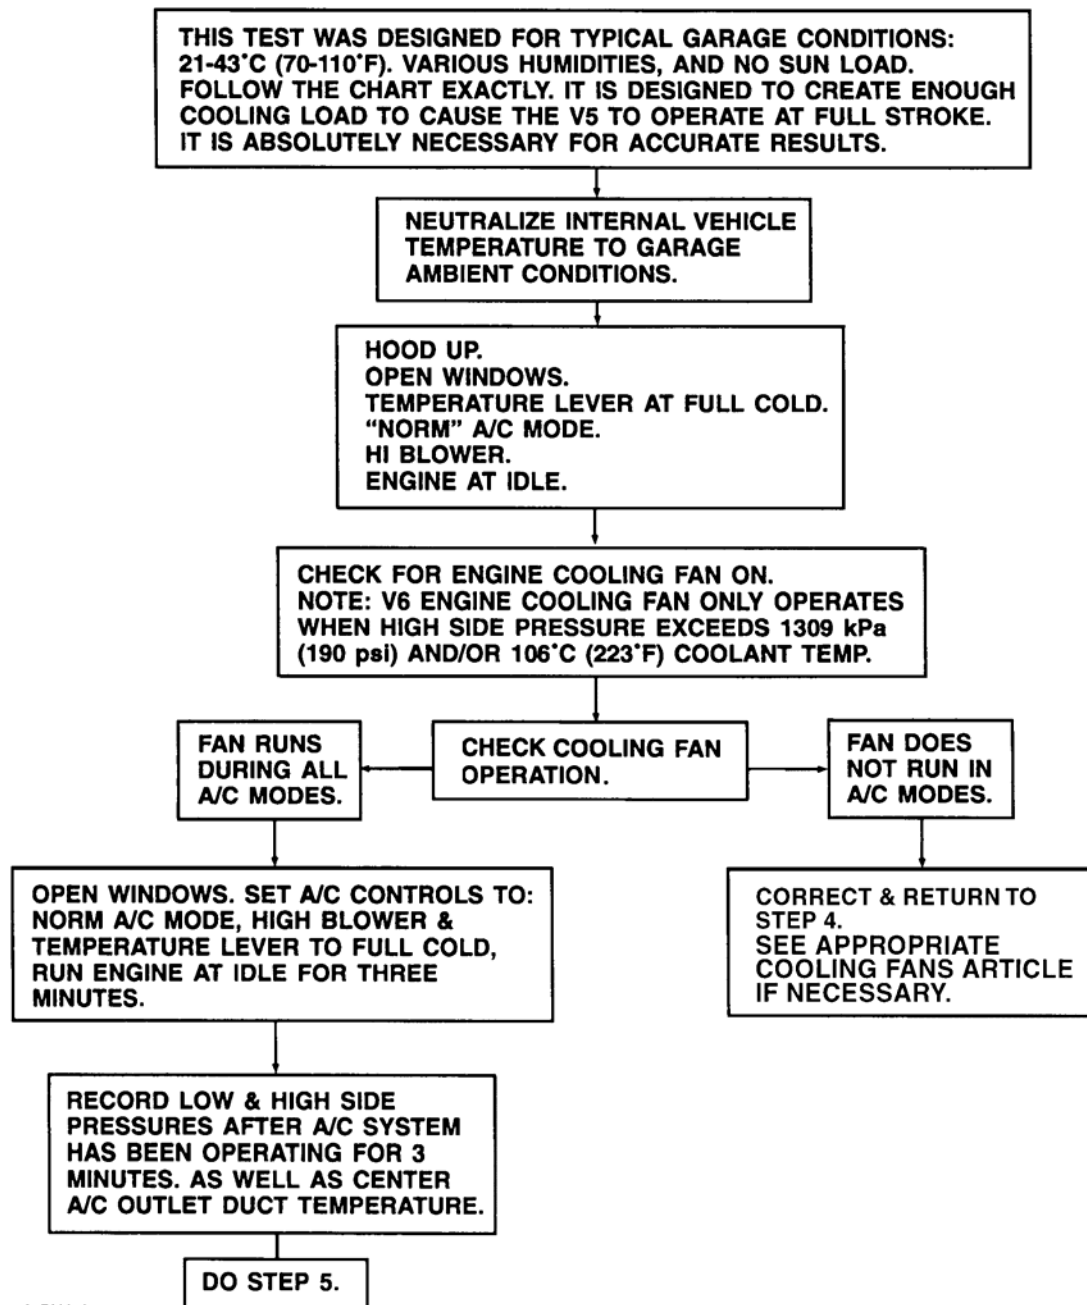 THIS TEST WAS DESIGNED FOR TYPICAL GARAGE CONDITIONS:
21-43°C (70-110°F). VARIOUS HUMIDITIES, AND NO SUN LOAD.
FOLLOW THE CHART EXACTLY. IT IS DESIGNED TO CREATE ENOUGH
COOLING LOAD TO CAUSE THE V5 TO OPERATE AT FULL STROKE.
IT IS ABSOLUTELY NECESSARY FOR ACCURATE RESULTS.
NEUTRALIZE INTERNAL VEHICLE
TEMPERATURE TO GARAGE
AMBIENT CONDITIONS.
HOOD UP.
OPEN WINDOWS.
TEMPERATURE LEVER AT FULL COLD.
“NORM” A/C MODE.
HI BLOWER.
ENGINE AT IDLE.
CHECK FOR ENGINE COOLING FAN ON.
NOTE: V6 ENGINE COOLING FAN ONLY OPERATES
WHEN HIGH SIDE PRESSURE EXCEEDS 1309 kPa
(190 psi) AND/OR 106°C (223°F) COOLANT TEMP.
CHECK COOLING FAN
OPERATION.
FAN RUNS
DURING ALL
A/C MODES.
FAN DOES
NOT RUN IN
A/C MODES.
OPEN WINDOWS. SET A/C CONTROLS TO:
NORM A/C MODE, HIGH BLOWER &
TEMPERATURE LEVER TO FULL COLD,
RUN ENGINE AT IDLE FOR THREE
MINUTES.
CORRECT & RETURN TO
STEP 4.
SEE APPROPRIATE
COOLING FANS ARTICLE
IF NECESSARY.
RECORD LOW & HIGH SIDE
PRESSURES AFTER A/C SYSTEM
HAS BEEN OPERATING FOR 3
MINUTES. AS WELL AS CENTER
A/C OUTLET DUCT TEMPERATURE.
DO STEP 5.